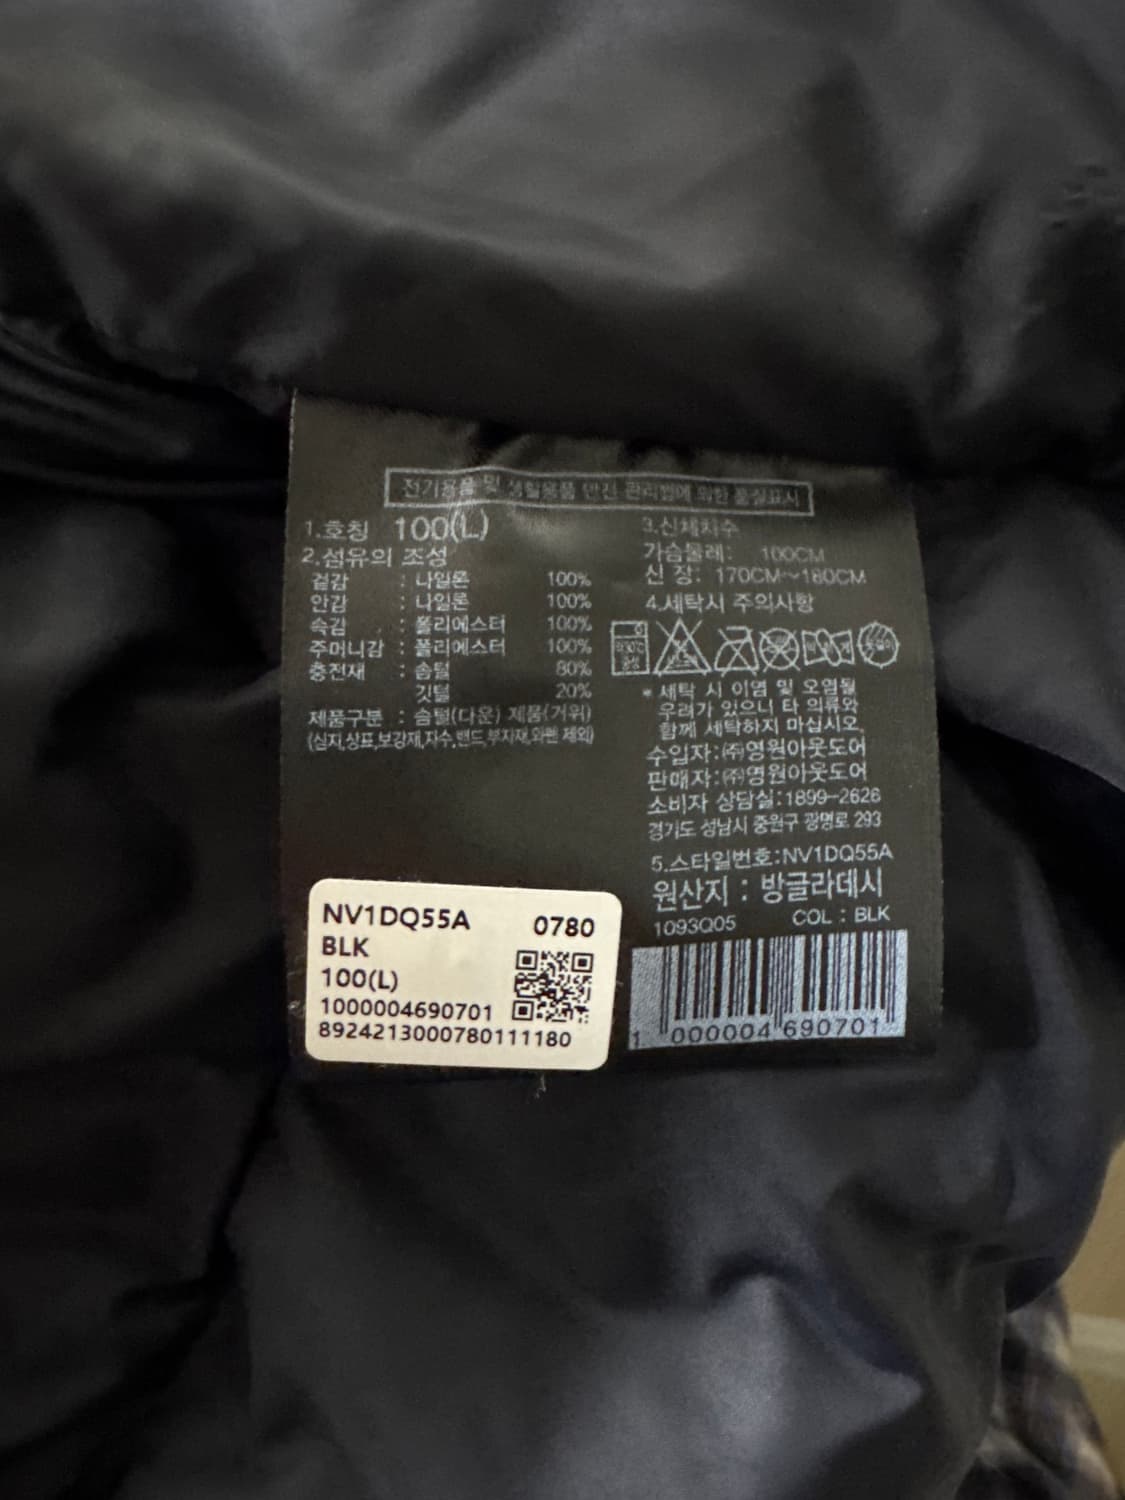 전기용품 및 생활용품 안전 관리법에 의한 품질표시
1.호칭 100(L)
2.섬유의 조성
겉감 : 나일론 100%
안감 : 나일론 100%
속감 : 폴리에스터 100%
주머니감 : 폴리에스터 100%
충전재 : 솜털 80%
깃털 20%
제품구분 : 솜털(다운) 제품(거위)
(심지,상표,보강재,자수,밴드,부자재,와펜 제외)
3.신체치수
가슴둘레: 100CM
신 장: 170CM~180CM
4.세탁시 주의사항
* 세탁 시 이염 및 오염될
우려가 있으니 타 의류와
함께 세탁하지 마십시오.
수입자:㈜영원아웃도어
판매자:㈜영원아웃도어
소비자 상담실:1899-2626
경기도 성남시 중원구 광명로 293
5.스타일번호:NV1DQ55A
원산지 : 방글라데시
1093Q05 COL : BLK
1 000004 690701
NV1DQ55A 0780
BLK
100(L)
1000004690701
8924213000780111180